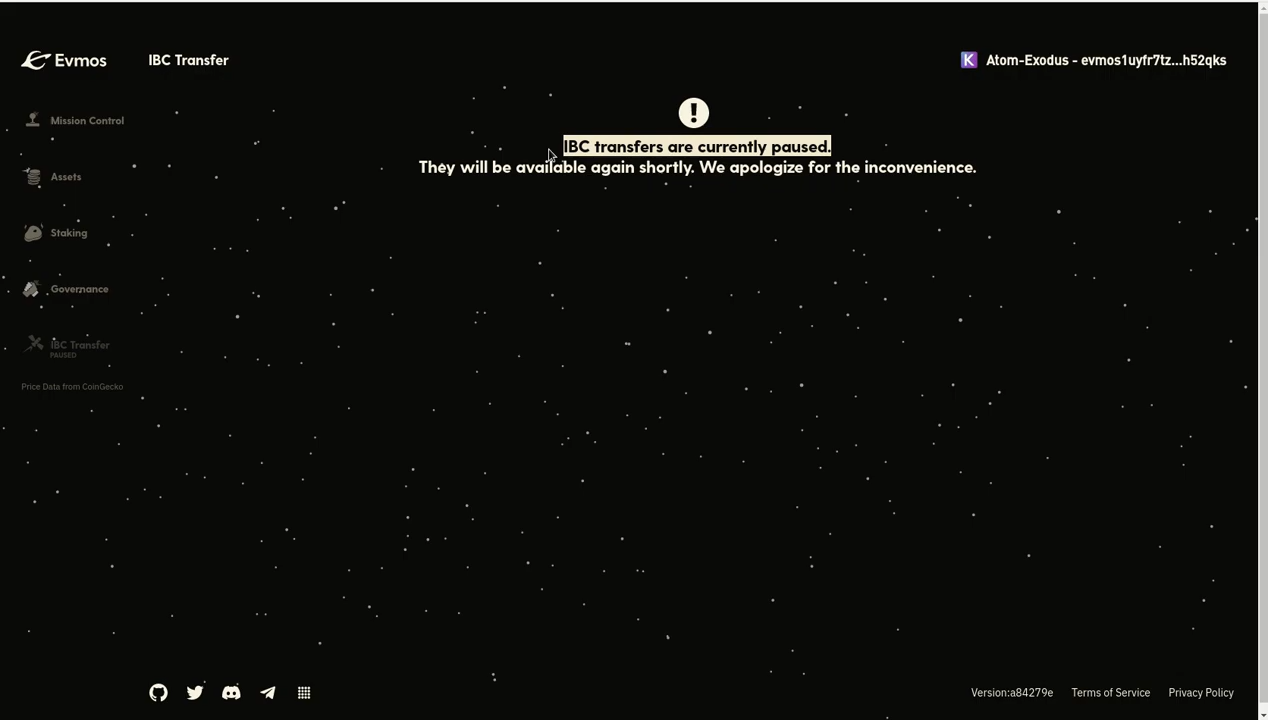 Evmos
IBC Transfer
Atom-Exodus - evmos1uyfr7tz...h52qks
Mission Control
Assets
Staking
Governance
IBC Transfer
PAUSED
Price Data from CoinGecko
IBC transfers are currently paused.
They will be available again shortly. We apologize for the inconvenience.
Version:a84279e
Terms of Service
Privacy Policy